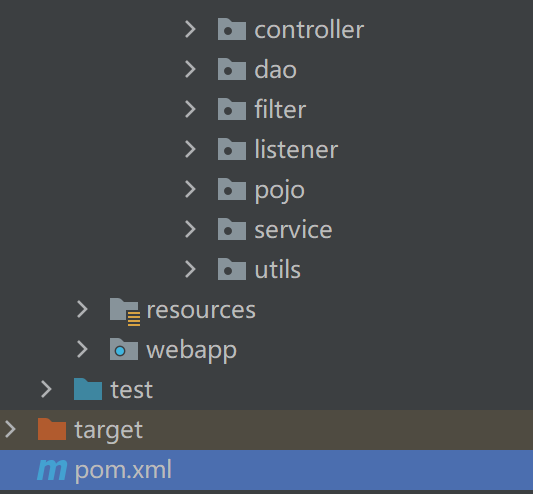 controller
dao
filter
listener
pojo
service
utils
resources
webapp
test
target
pom.xml